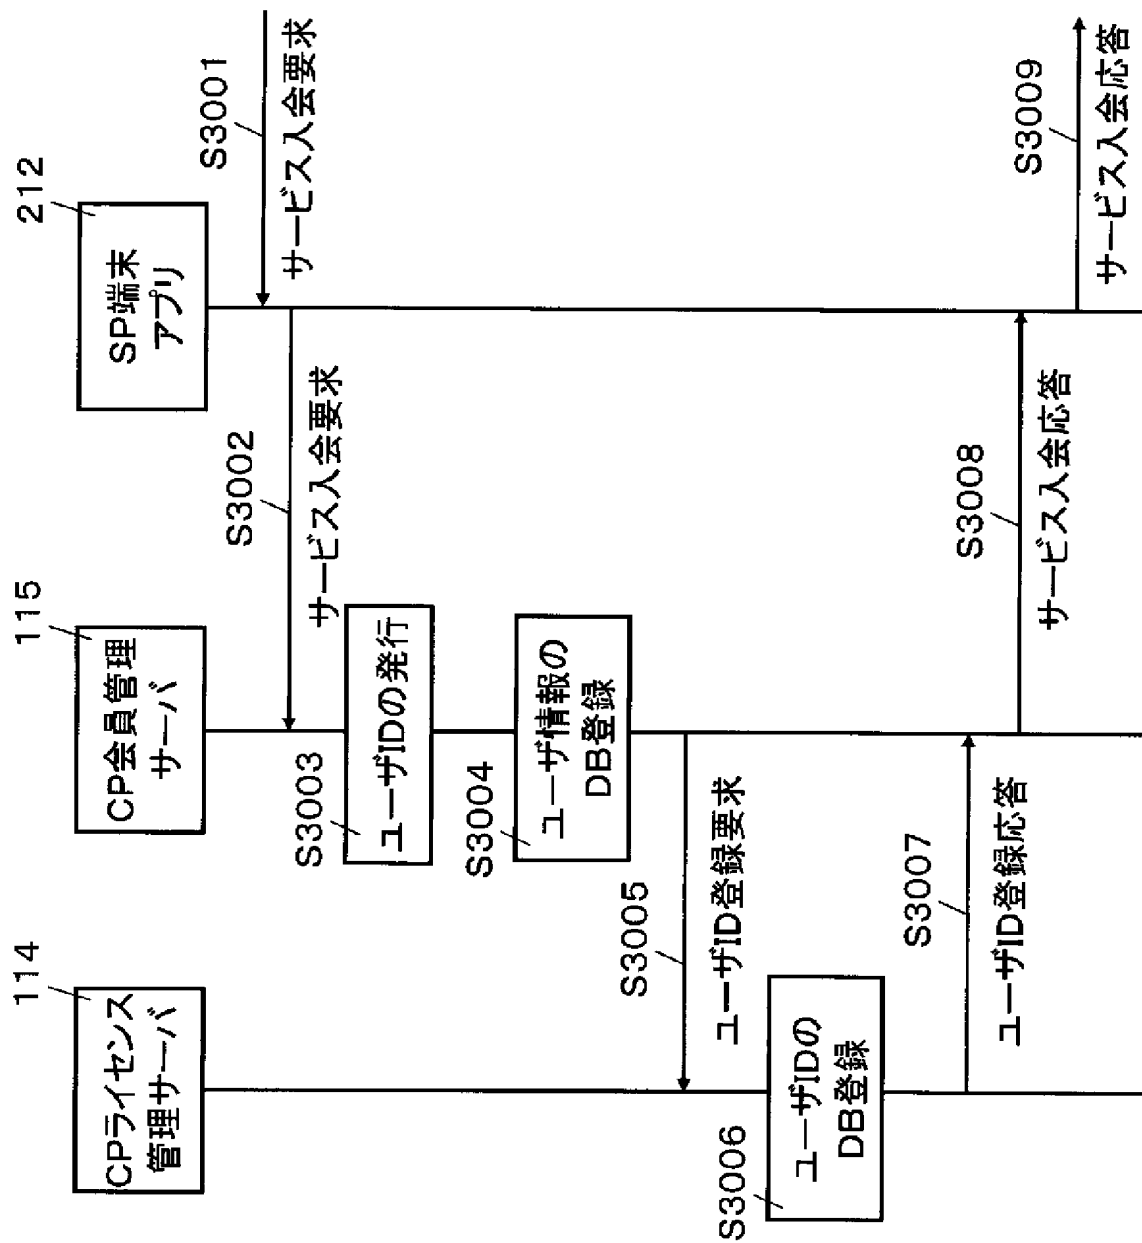 114
CPライセンス
管理サーバ
115
CP会員管理
サーバ
212
SP端末
アプリ
S3001
サービス入会要求
S3002
サービス入会要求
S3003
ユーザIDの発行
S3004
ユーザ情報の
DB登録
S3005
ユーザID登録要求
S3006
ユーザIDの
DB登録
S3007
ユーザID登録応答
S3008
サービス入会応答
S3009
サービス入会応答